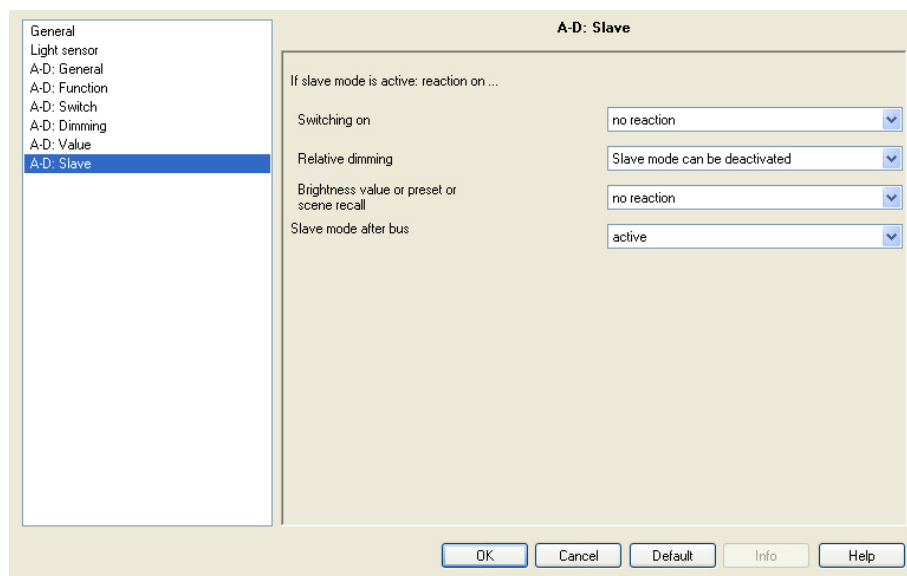 General
Light sensor
A-D: General
A-D: Function
A-D: Switch
A-D: Dimming
A-D: Value
A-D: Slave
A-D: Slave
If slave mode is active: reaction on ...
Switching on
no reaction
Relative dimming
Slave mode can be deactivated
Brightness value or preset or
scene recall
no reaction
Slave mode after bus
active
OK
Cancel
Default
Info
Help